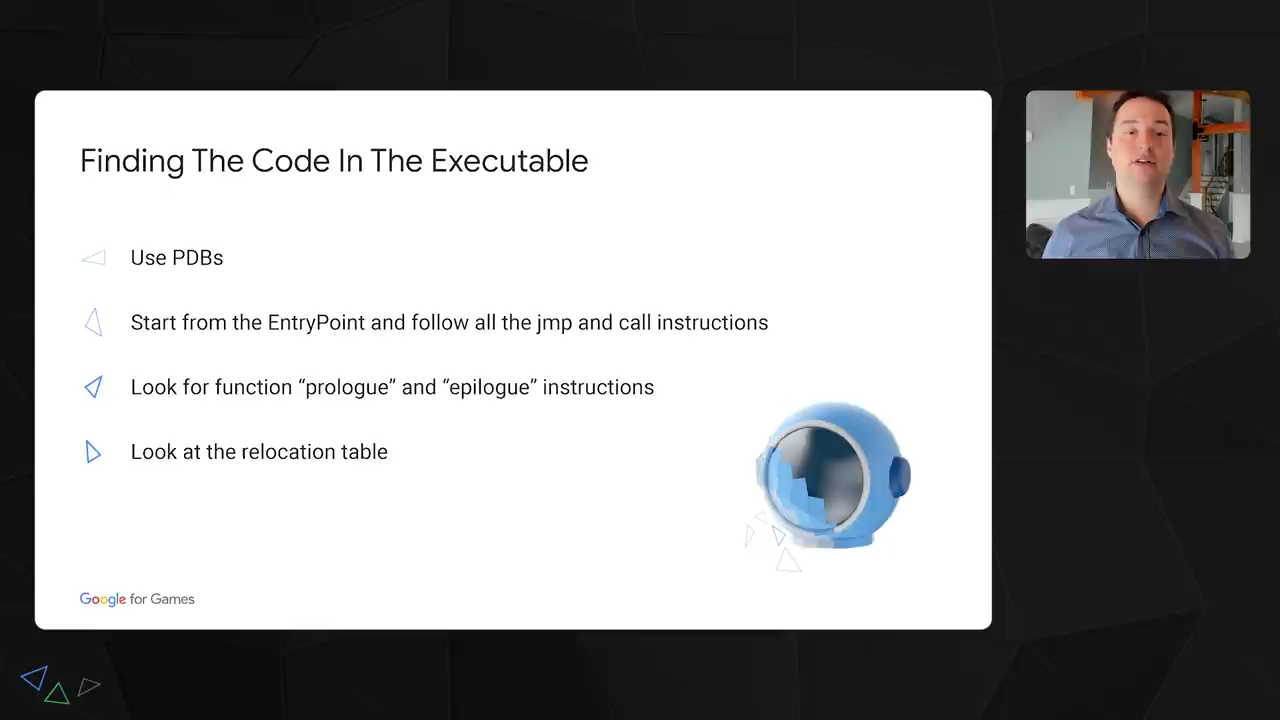 Finding The Code In The Executable
Use PDBs
Start from the EntryPoint and follow all the jmp and call instructions
Look for function “prologue” and “epilogue” instructions
Look at the relocation table
Google for Games